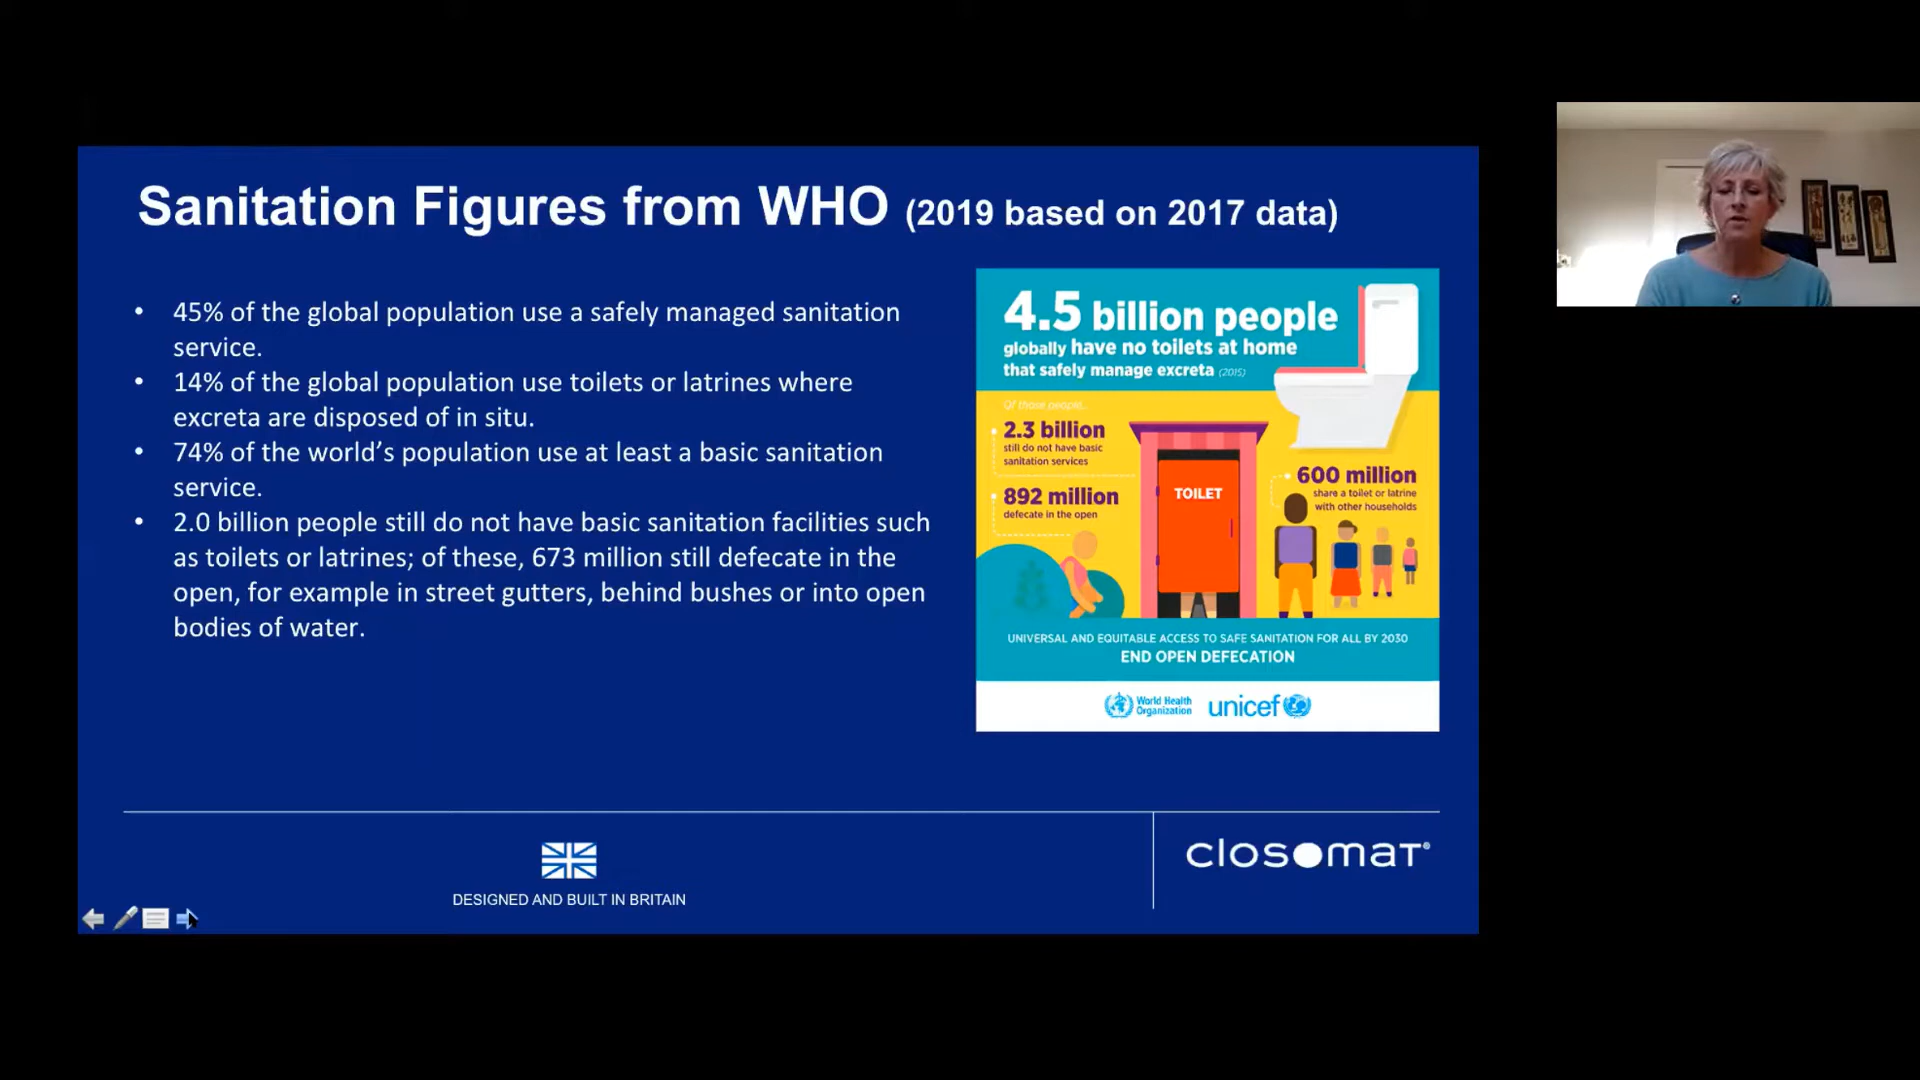 Sanitation Figures from WHO (2019 based on 2017 data)
• 45% of the global population use a safely managed sanitation
service.
• 14% of the global population use toilets or latrines where
excreta are disposed of in situ.
• 74% of the world’s population use at least a basic sanitation
service.
• 2.0 billion people still do not have basic sanitation facilities such
as toilets or latrines; of these, 673 million still defecate in the
open, for example in street gutters, behind bushes or into open
bodies of water.
4.5 billion people
globally have no toilets at home
that safely manage excreta (2015)
Of those people...
2.3 billion
still do not have basic
sanitation services
892 million
defecate in the open
TOILET
600 million
share a toilet or latrine
with other households
UNIVERSAL AND EQUITABLE ACCESS TO SAFE SANITATION FOR ALL BY 2030
END OPEN DEFECATION
World Health
Organization
unicef
DESIGNED AND BUILT IN BRITAIN
closomat®